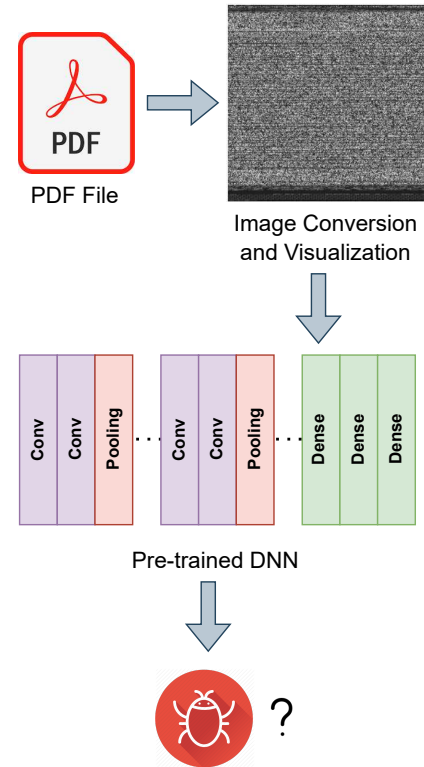 PDF
PDF File
Image Conversion
and Visualization
Conv
Conv
Pooling
...
Conv
Conv
Pooling
...
Dense
Dense
Dense
Pre-trained DNN
?